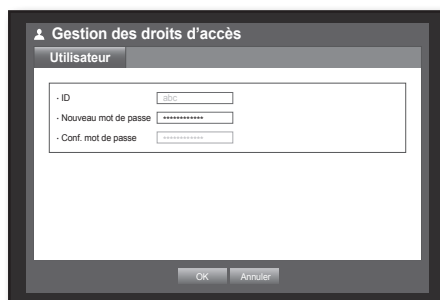 Gestion des droits d'accès
Utilisateur
· ID abc
· Nouveau mot de passe ************
· Conf. mot de passe ************
OK Annuler